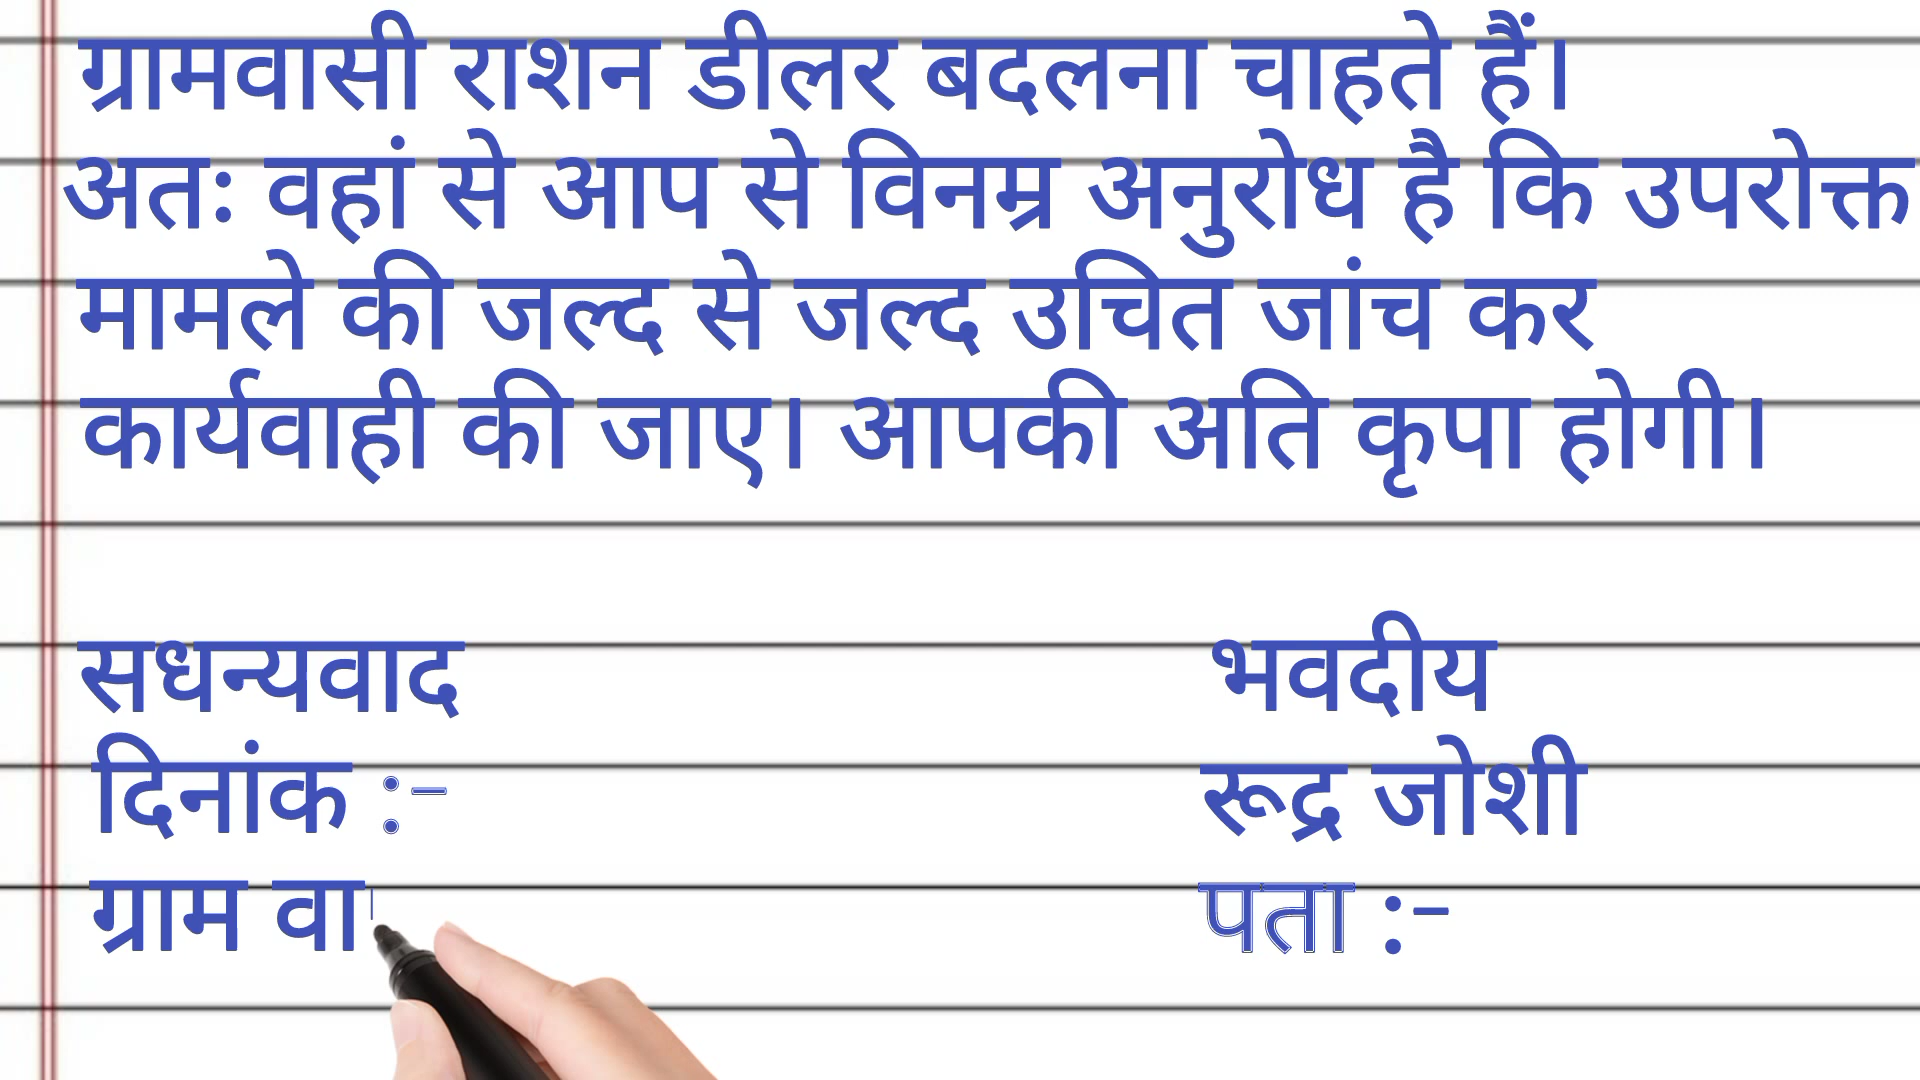 ग्रामवासी राशन डीलर बदलना चाहते हैं।
अतः वहां से आप से विनम्र अनुरोध है कि उपरोक्त
मामले की जल्द से जल्द उचित जांच कर
कार्यवाही की जाए। आपकी अति कृपा होगी।
सधन्यवाद भवदीय
दिनांक :- रूद्र जोशी
ग्राम वा पता :-